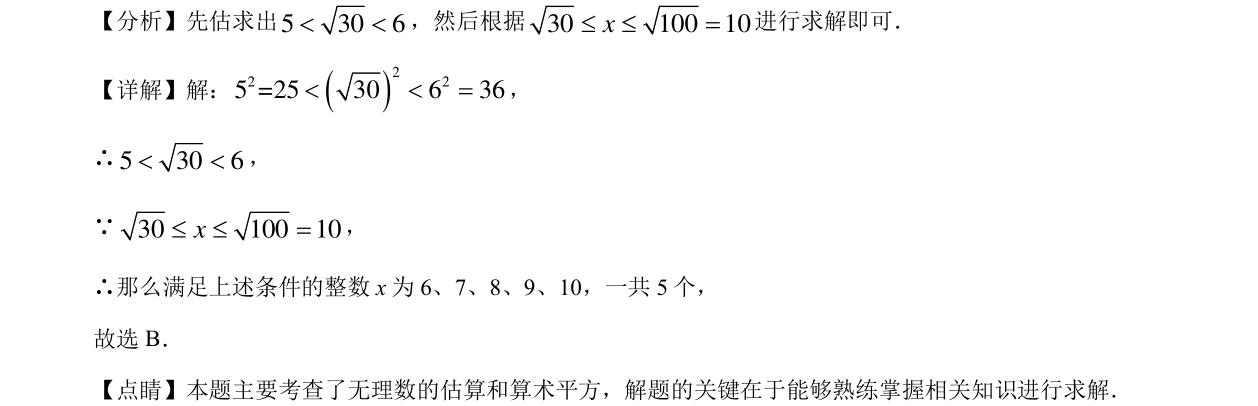 【分析】先估求出5<√30<6，然后根据√30≤x≤√100=10进行求解即可．
【详解】解：5²=25<(√30)²<6²=36，
∴5<√30<6，
∵√30≤x≤√100=10，
∴那么满足上述条件的整数x为6、7、8、9、10，一共5个，
故选B．
【点睛】本题主要考查了无理数的估算和算术平方，解题的关键在于能够熟练掌握相关知识进行求解．